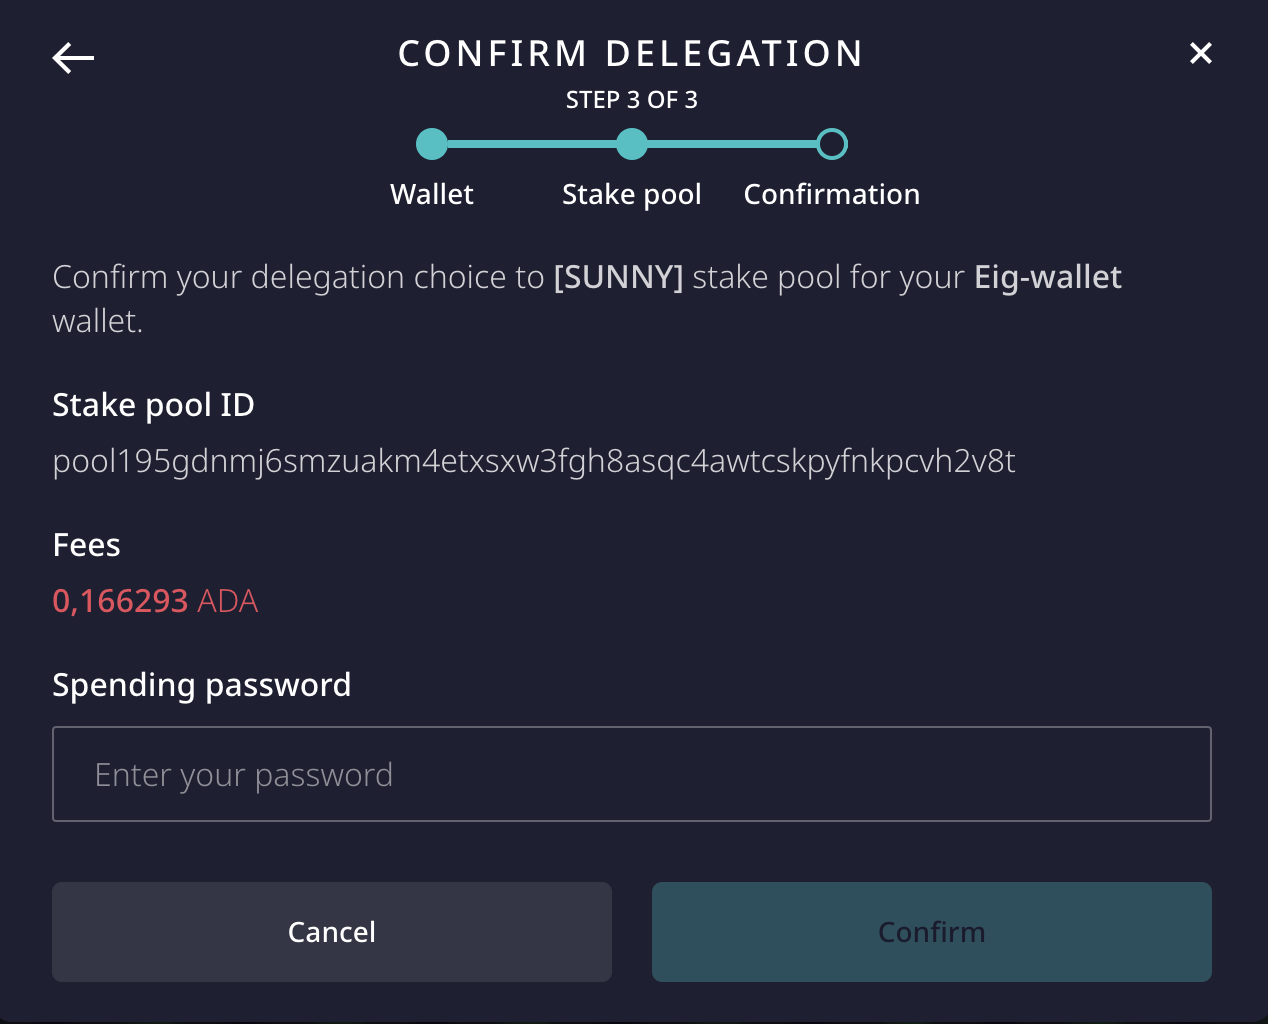 CONFIRM DELEGATION
STEP 3 OF 3
Wallet Stake pool Confirmation
Confirm your delegation choice to [SUNNY] stake pool for your Eig-wallet
wallet.
Stake pool ID
pool195gdnmj6smzuakm4etxsxw3fgh8asqc4awtcskpyfnkpcvh2v8t
Fees
0,166293 ADA
Spending password
Enter your password
Cancel Confirm